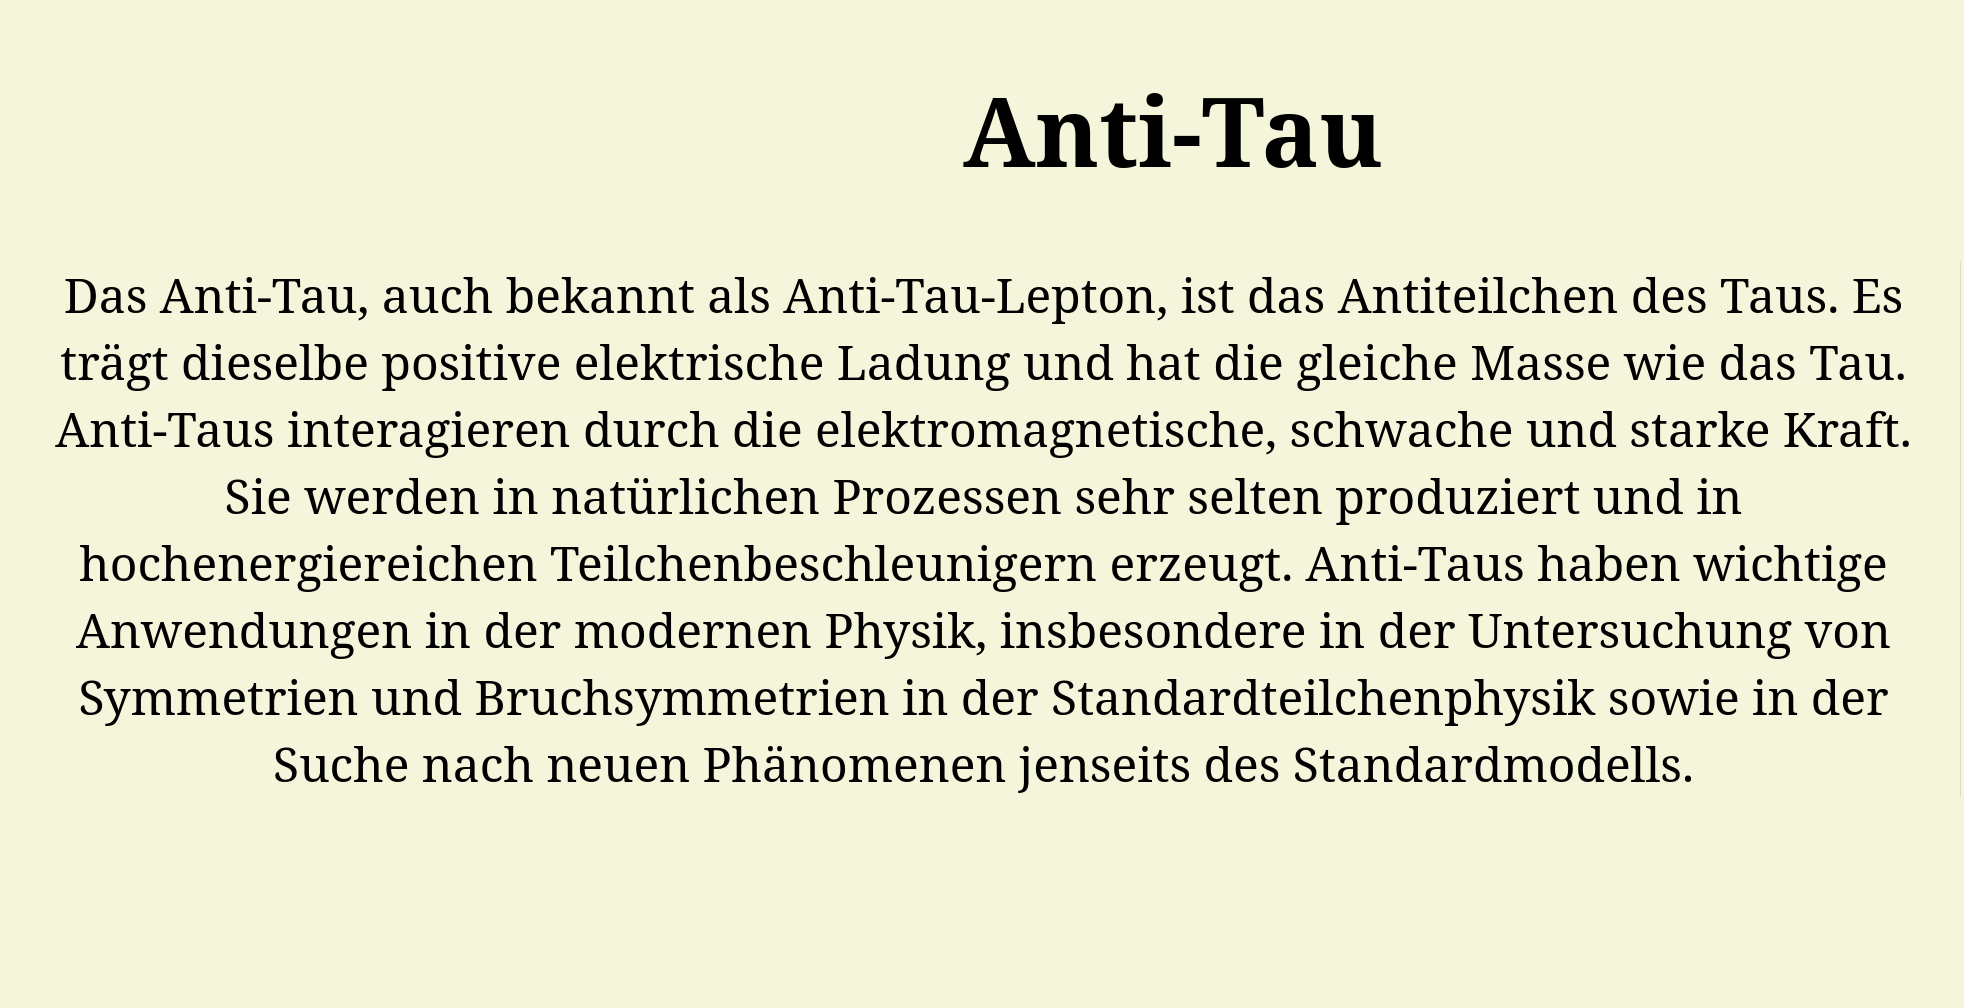 Anti-Tau
Das Anti-Tau, auch bekannt als Anti-Tau-Lepton, ist das Antiteilchen des Taus. Es
trägt dieselbe positive elektrische Ladung und hat die gleiche Masse wie das Tau.
Anti-Taus interagieren durch die elektromagnetische, schwache und starke Kraft.
Sie werden in natürlichen Prozessen sehr selten produziert und in
hochenergiereichen Teilchenbeschleunigern erzeugt. Anti-Taus haben wichtige
Anwendungen in der modernen Physik, insbesondere in der Untersuchung von
Symmetrien und Bruchsymmetrien in der Standardteilchenphysik sowie in der
Suche nach neuen Phänomenen jenseits des Standardmodells.